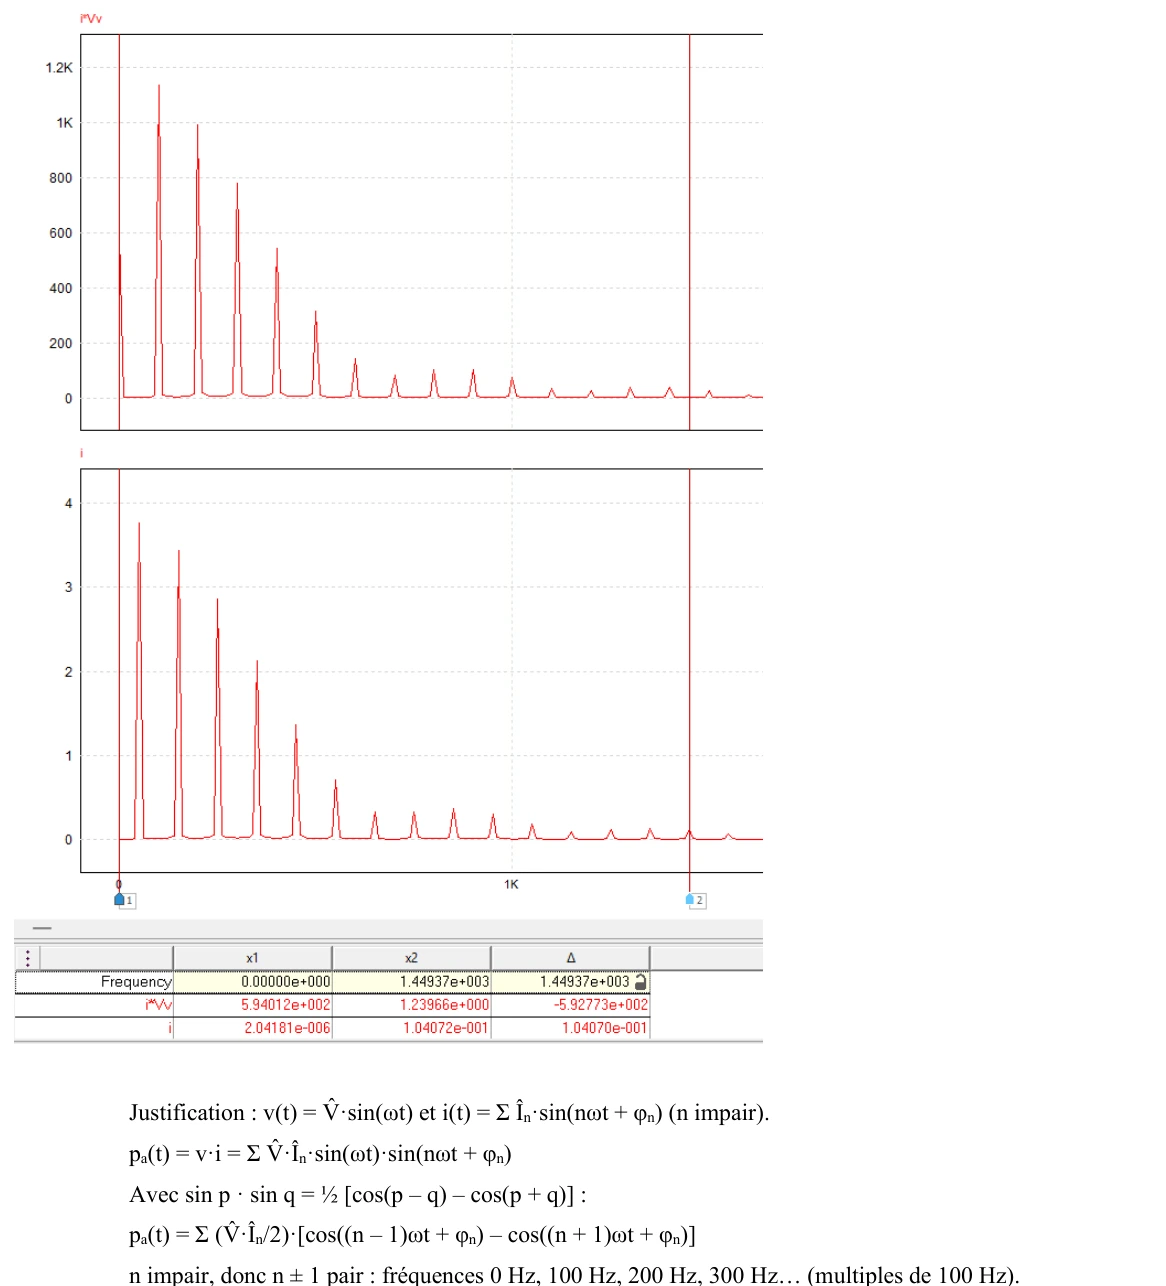 i*Vv
1.2K
1K
800
600
400
200
0
i
4
3
2
1
0
0 1K
1 2
x1 x2 Δ
Frequency 0.00000e+000 1.44937e+003 1.44937e+003
i*Vv 5.94012e+002 1.23966e+000 -5.92773e+002
i 2.04181e-006 1.04072e-001 1.04070e-001
Justification : v(t) = V̂·sin(ωt) et i(t) = Σ Îₙ·sin(nωt + φₙ) (n impair).
pₐ(t) = v·i = Σ V̂·Îₙ·sin(ωt)·sin(nωt + φₙ)
Avec sin p · sin q = ½ [cos(p – q) – cos(p + q)] :
pₐ(t) = Σ (V̂·Îₙ/2)·[cos((n – 1)ωt + φₙ) – cos((n + 1)ωt + φₙ)]
n impair, donc n ± 1 pair : fréquences 0 Hz, 100 Hz, 200 Hz, 300 Hz… (multiples de 100 Hz).